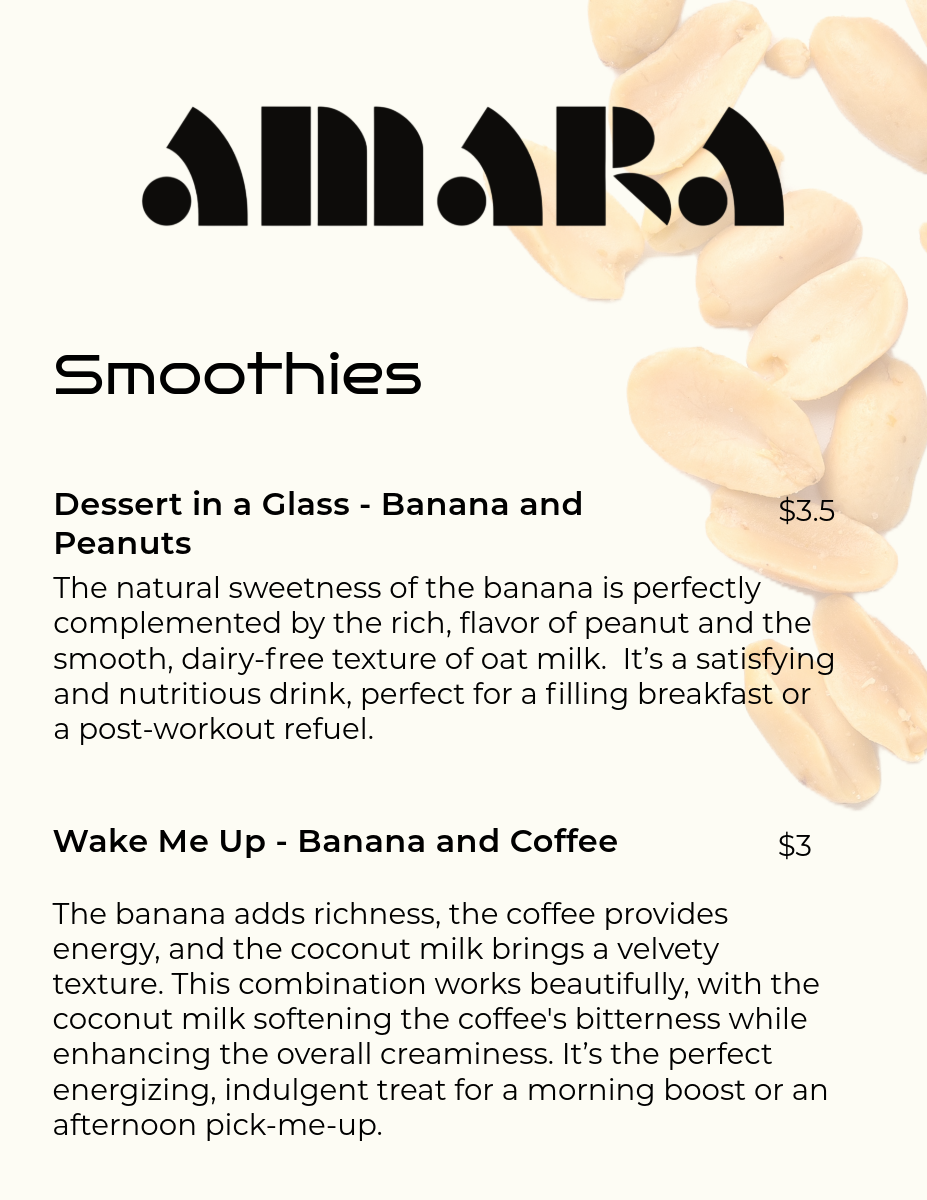 AMARA
Smoothies
Dessert in a Glass - Banana and
Peanuts
$3.5
The natural sweetness of the banana is perfectly
complemented by the rich, flavor of peanut and the
smooth, dairy-free texture of oat milk.  It’s a satisfying
and nutritious drink, perfect for a filling breakfast or
a post-workout refuel.
Wake Me Up - Banana and Coffee
$3
The banana adds richness, the coffee provides
energy, and the coconut milk brings a velvety
texture. This combination works beautifully, with the
coconut milk softening the coffee's bitterness while
enhancing the overall creaminess. It’s the perfect
energizing, indulgent treat for a morning boost or an
afternoon pick-me-up.